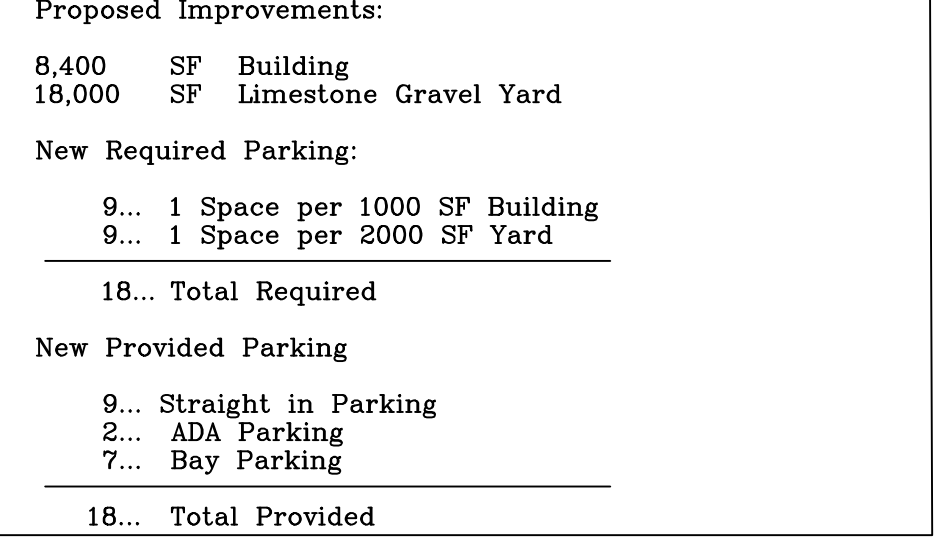 Proposed Improvements:
8,400 SF Building
18,000 SF Limestone Gravel Yard
New Required Parking:
9... 1 Space per 1000 SF Building
9... 1 Space per 2000 SF Yard
18... Total Required
New Provided Parking
9... Straight in Parking
2... ADA Parking
7... Bay Parking
18... Total Provided